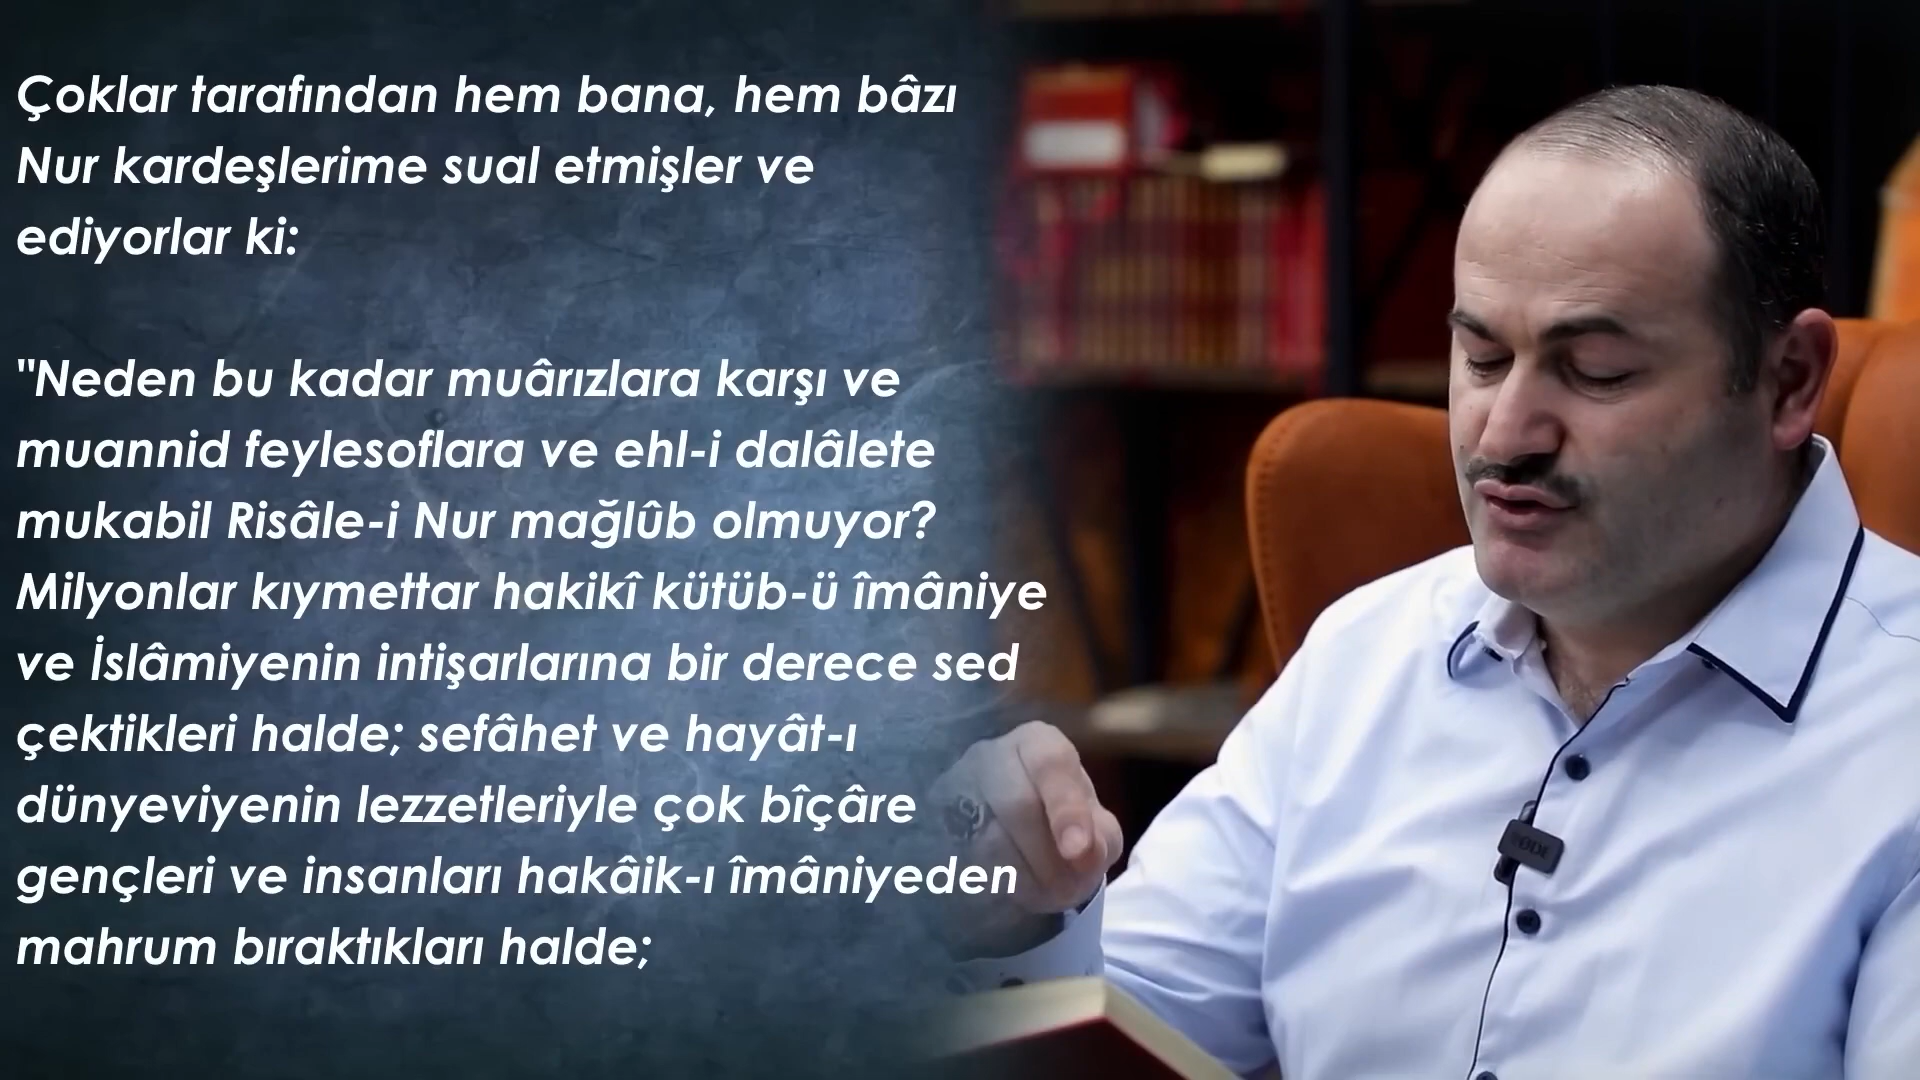 Çoklar tarafından hem bana, hem bâzı
Nur kardeşlerime sual etmişler ve
ediyorlar ki:
"Neden bu kadar muârızlara karşı ve
muannid feylesoflara ve ehl-i dalâlete
mukabil Risâle-i Nur mağlûb olmuyor?
Milyonlar kıymettar hakikî kütüb-ü îmâniye
ve İslâmiyenin intişarlarına bir derece sed
çektikleri halde; sefâhet ve hayât-ı
dünyeviyenin lezzetleriyle çok bîçâre
gençleri ve insanları hakâik-ı îmâniyeden
mahrum bıraktıkları halde;